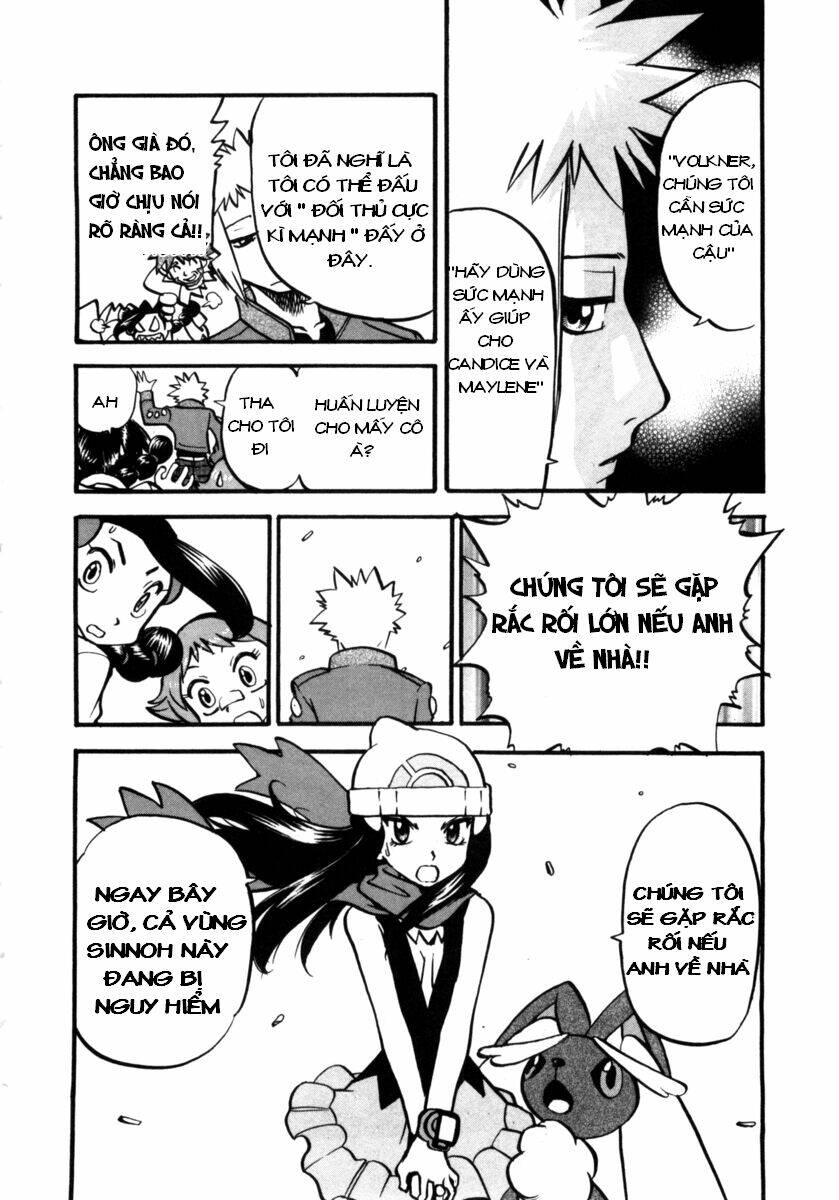 "VOLKNER,
CHÚNG TÔI
CẦN SỨC
MẠNH CỦA
CẬU"
"HÃY DÙNG
SỨC MẠNH
ẤY GIÚP
CHO
CANDICE VÀ
MAYLENE"
TÔI ĐÃ NGHĨ LÀ
TÔI CÓ THỂ ĐẤU
VỚI " ĐỐI THỦ CỰC
KÌ MẠNH " ĐẤY Ở
ĐÂY.
ÔNG GIÀ ĐÓ,
CHẲNG BAO
GIỜ CHỊU NÓI
RÕ RÀNG CẢ!!
HUẤN LUYỆN
CHO MẤY CÔ
À?
THA
CHO TÔI
ĐI
AH
CHÚNG TÔI SẼ GẶP
RẮC RỐI LỚN NẾU ANH
VỀ NHÀ!!
CHÚNG TÔI
SẼ GẶP RẮC
RỐI NẾU
ANH VỀ NHÀ
NGAY BÂY
GIỜ, CẢ VÙNG
SINNOH NÀY
ĐANG BỊ
NGUY HIỂM